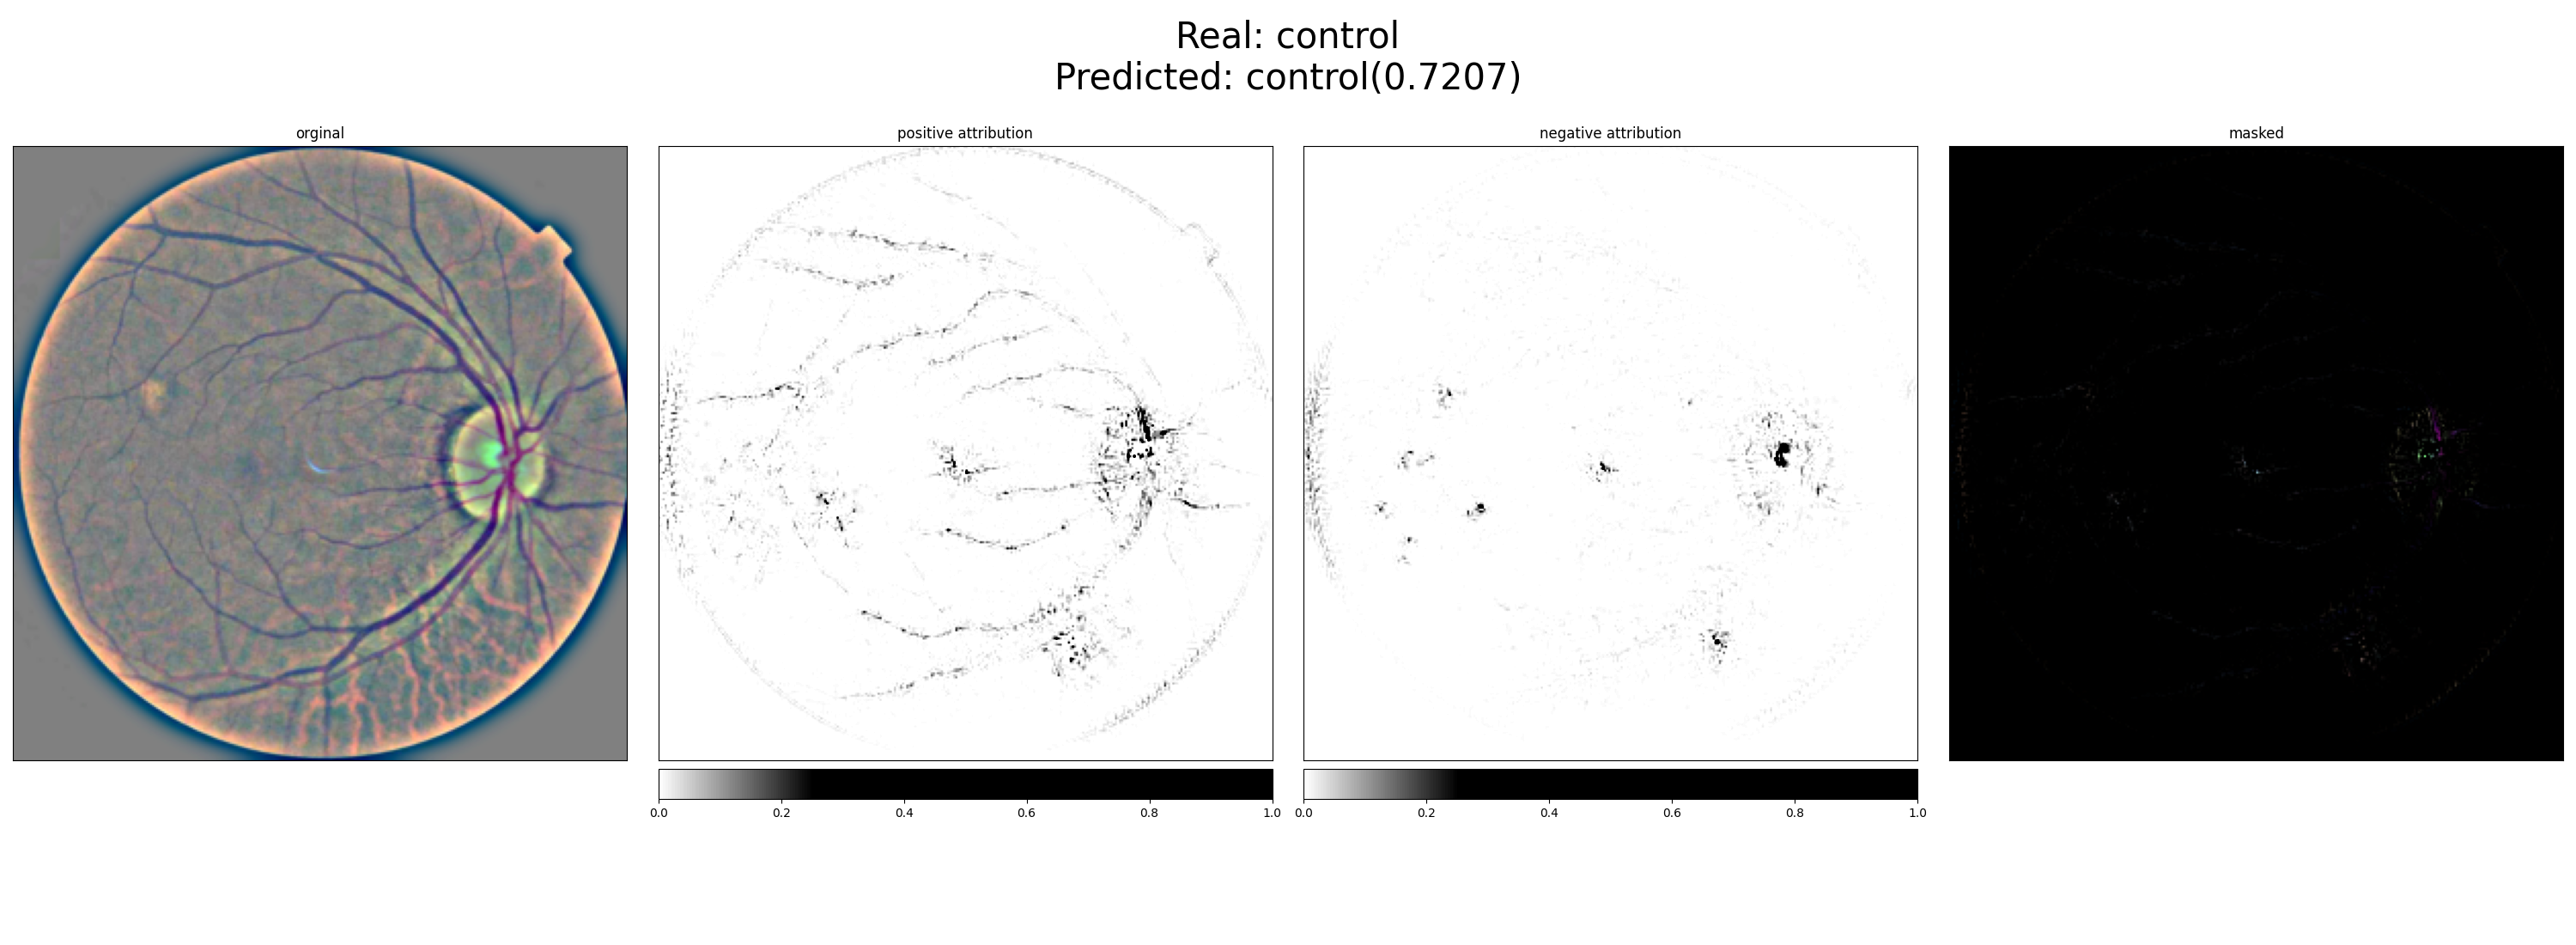 Real: control
Predicted: control(0.7207)
orginal
positive attribution
negative attribution
masked
0.0 0.2 0.4 0.6 0.8 1.0
0.0 0.2 0.4 0.6 0.8 1.0